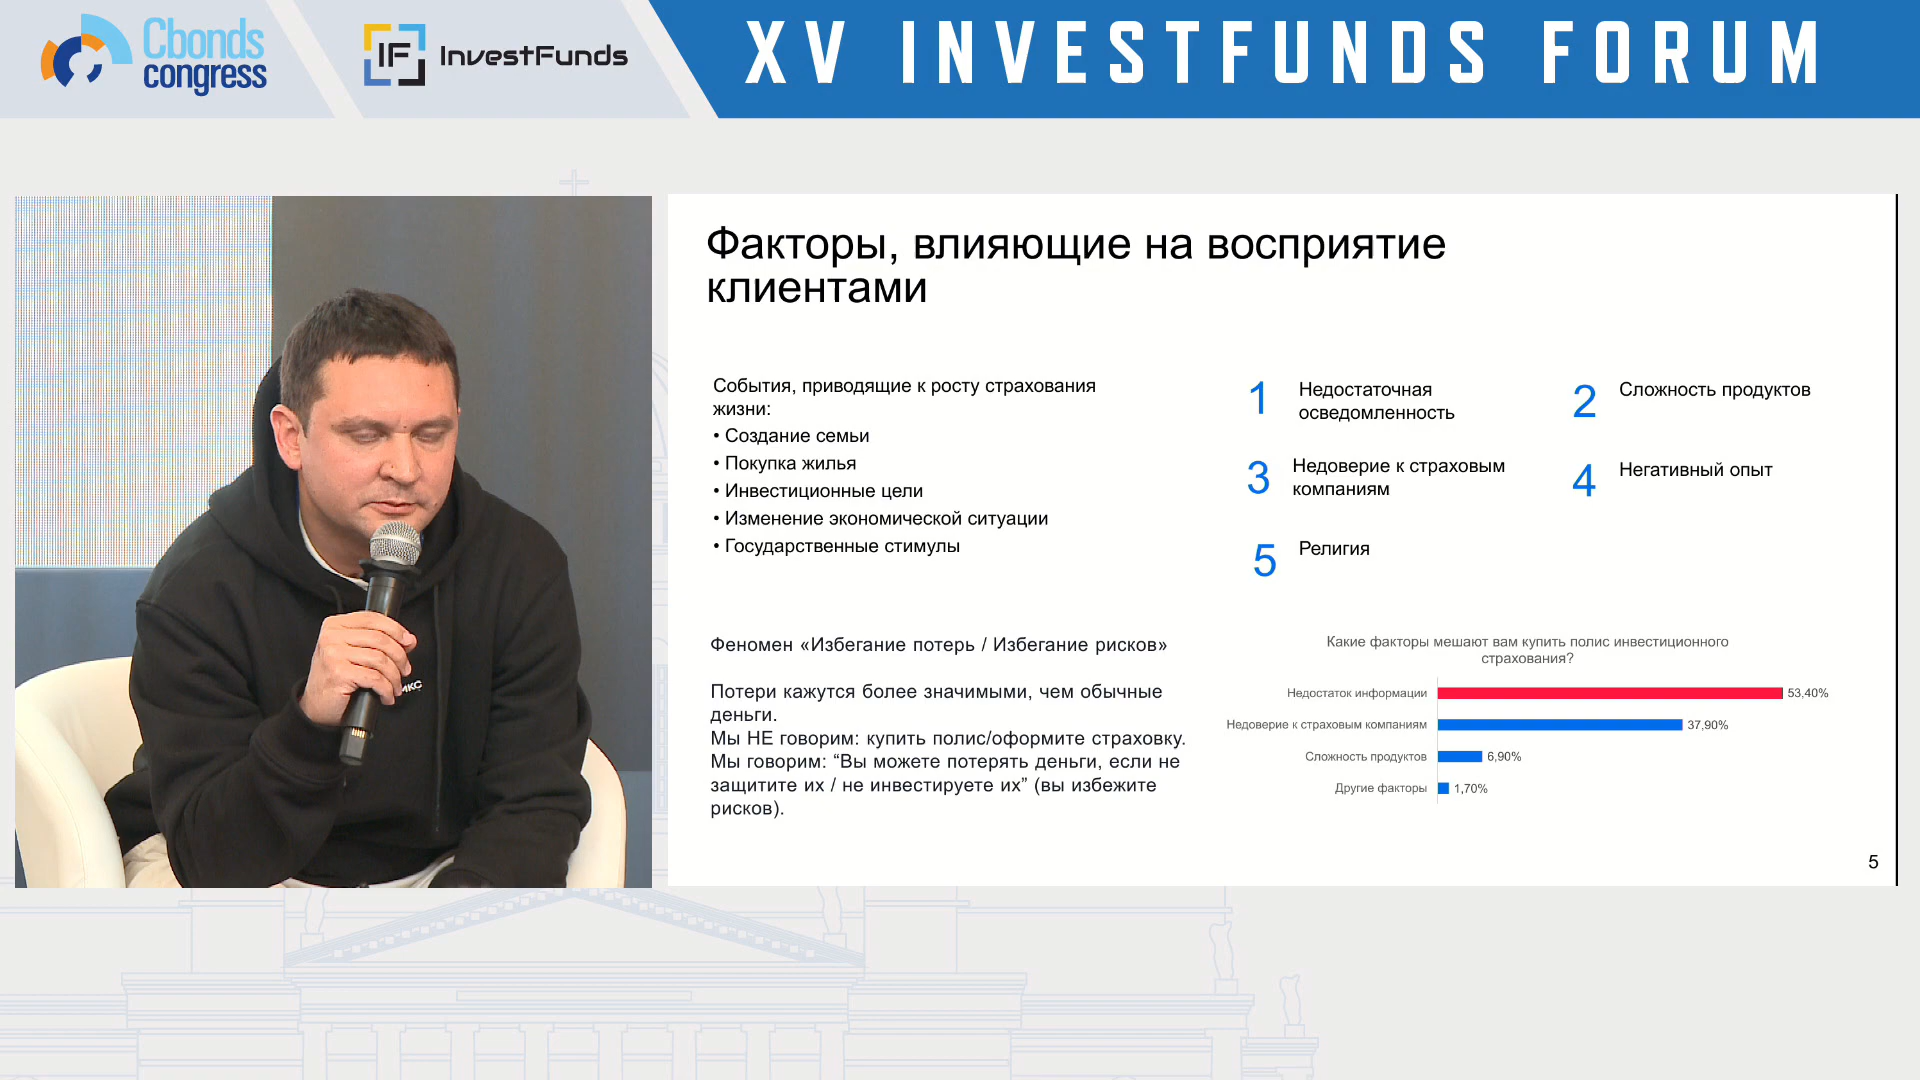 Cbonds
congress
IF InvestFunds
XV INVESTFUNDS FORUM
Факторы, влияющие на восприятие
клиентами
События, приводящие к росту страхования
жизни:
• Создание семьи
• Покупка жилья
• Инвестиционные цели
• Изменение экономической ситуации
• Государственные стимулы
1 Недостаточная
осведомленность
2 Сложность продуктов
3 Недоверие к страховым
компаниям
4 Негативный опыт
5 Религия
Феномен «Избегание потерь / Избегание рисков»
Потери кажутся более значимыми, чем обычные
деньги.
Мы НЕ говорим: купить полис/оформите страховку.
Мы говорим: “Вы можете потерять деньги, если не
защитите их / не инвестируете их” (вы избежите
рисков).
Какие факторы мешают вам купить полис инвестиционного
страхования?
Недостаток информации 53,40%
Недоверие к страховым компаниям 37,90%
Сложность продуктов 6,90%
Другие факторы 1,70%
5